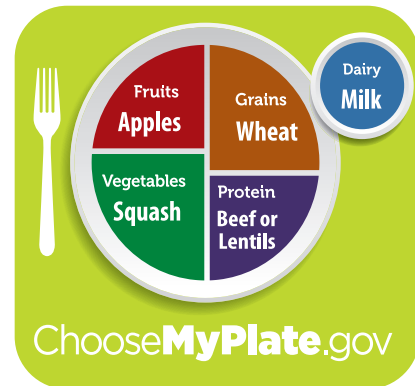 Fruits
Apples
Grains
Wheat
Dairy
Milk
Vegetables
Squash
Protein
Beef or
Lentils
ChooseMyPlate.gov